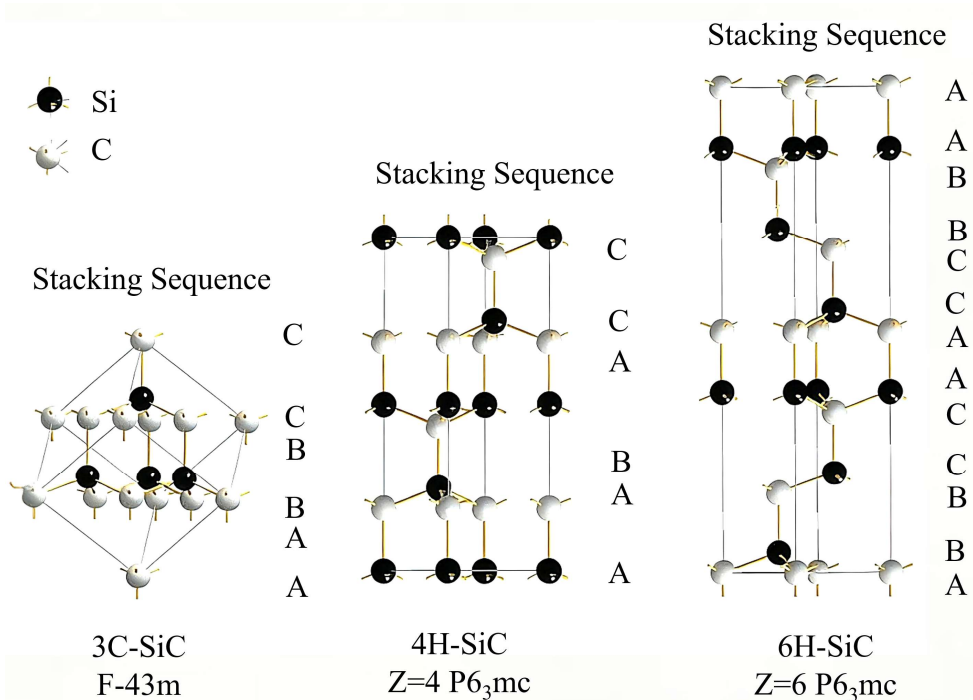 Stacking Sequence
Si
C
Stacking Sequence
Stacking Sequence
C
C
B
B
A
A
3C-SiC
F-43m
C
C
A
B
A
A
4H-SiC
Z=4 P6₃mc
A
A
B
B
C
C
A
A
C
C
B
B
A
6H-SiC
Z=6 P6₃mc